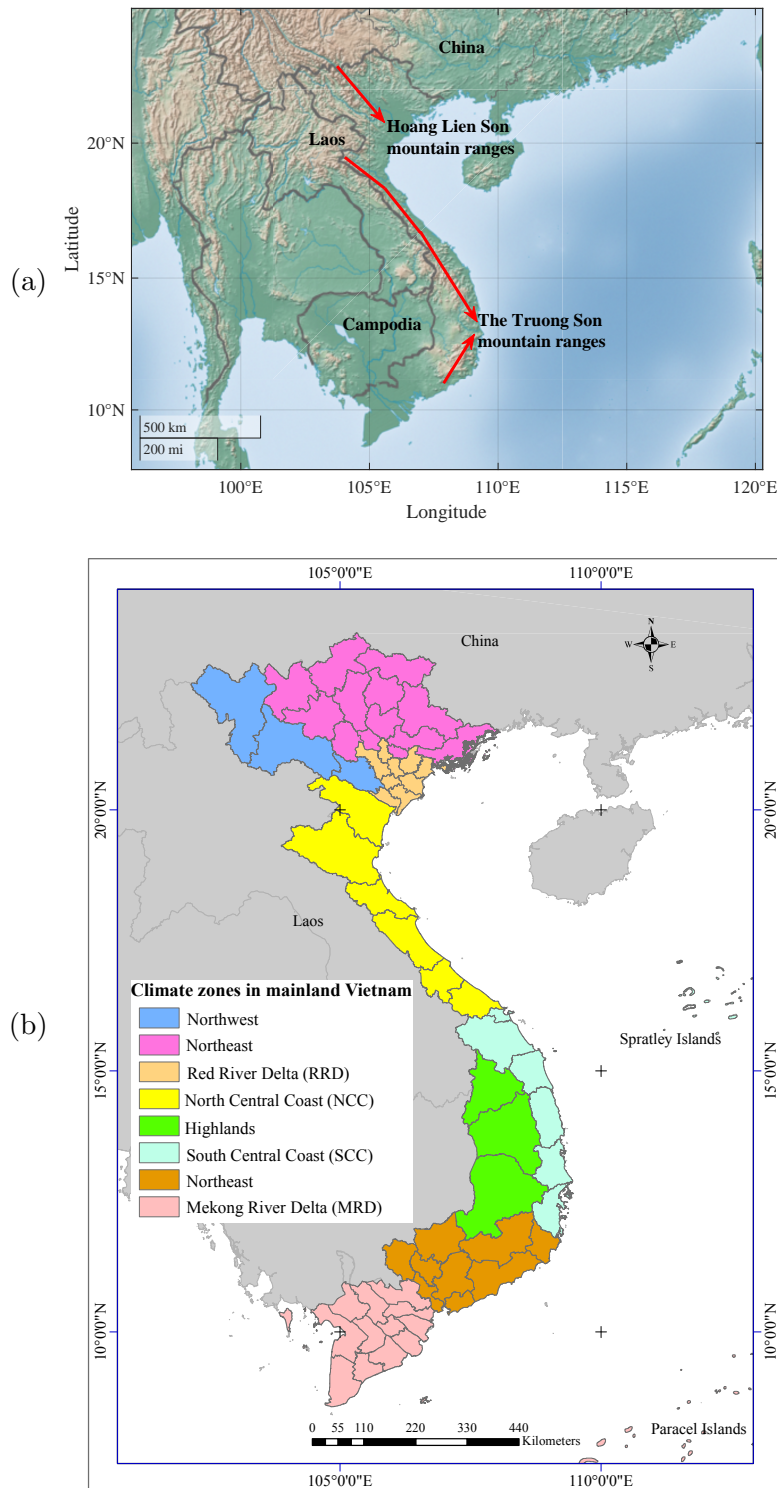 (a)
Latitude
20°N
15°N
10°N
China
Hoang Lien Son
mountain ranges
Laos
Campodia
The Truong Son
mountain ranges
500 km
200 mi
100°E
105°E
110°E
115°E
120°E
Longitude
(b)
105°0'0"E
110°0'0"E
China
N
W
E
S
20°0'0"N
20°0'0"N
Laos
Climate zones in mainland Vietnam
Northwest
Northeast
Red River Delta (RRD)
North Central Coast (NCC)
Highlands
South Central Coast (SCC)
Northeast
Mekong River Delta (MRD)
Spratley Islands
15°0'0"N
15°0'0"N
10°0'0"N
10°0'0"N
Paracel Islands
0 55 110 220 330 440
Kilometers
105°0'0"E
110°0'0"E